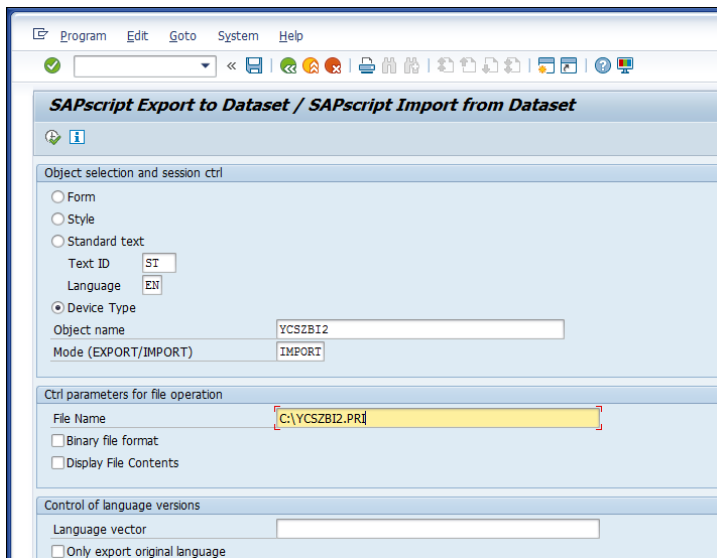 Program Edit Goto System Help
SAPscript Export to Dataset / SAPscript Import from Dataset
Object selection and session ctrl
Form
Style
Standard text
Text ID ST
Language EN
Device Type
Object name YCSZBI2
Mode (EXPORT/IMPORT) IMPORT
Ctrl parameters for file operation
File Name C:\YCSZBI2.PRI
Binary file format
Display File Contents
Control of language versions
Language vector
Only export original language